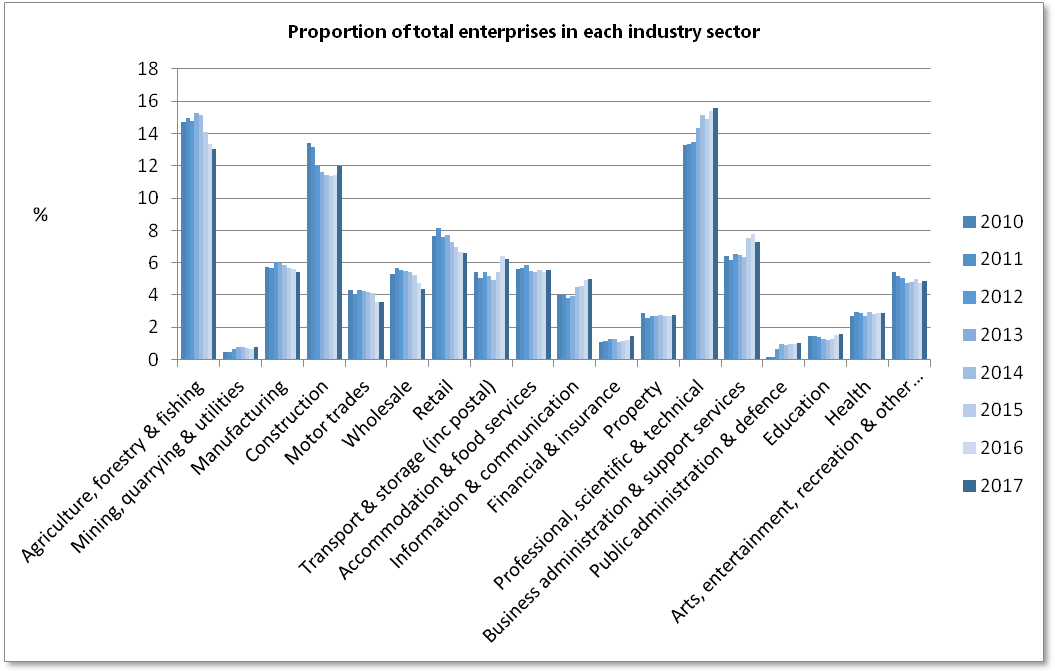 Proportion of total enterprises in each industry sector
18
16
14
12
10
8
6
4
2
0
%
Agriculture, forestry & fishing
Mining, quarrying & utilities
Manufacturing
Construction
Motor trades
Wholesale
Retail
Transport & storage (inc postal)
Accommodation & food services
Information & communication
Financial & insurance
Property
Professional, scientific & technical
Business administration & support services
Public administration & defence
Education
Health
Arts, entertainment, recreation & other...
2010
2011
2012
2013
2014
2015
2016
2017